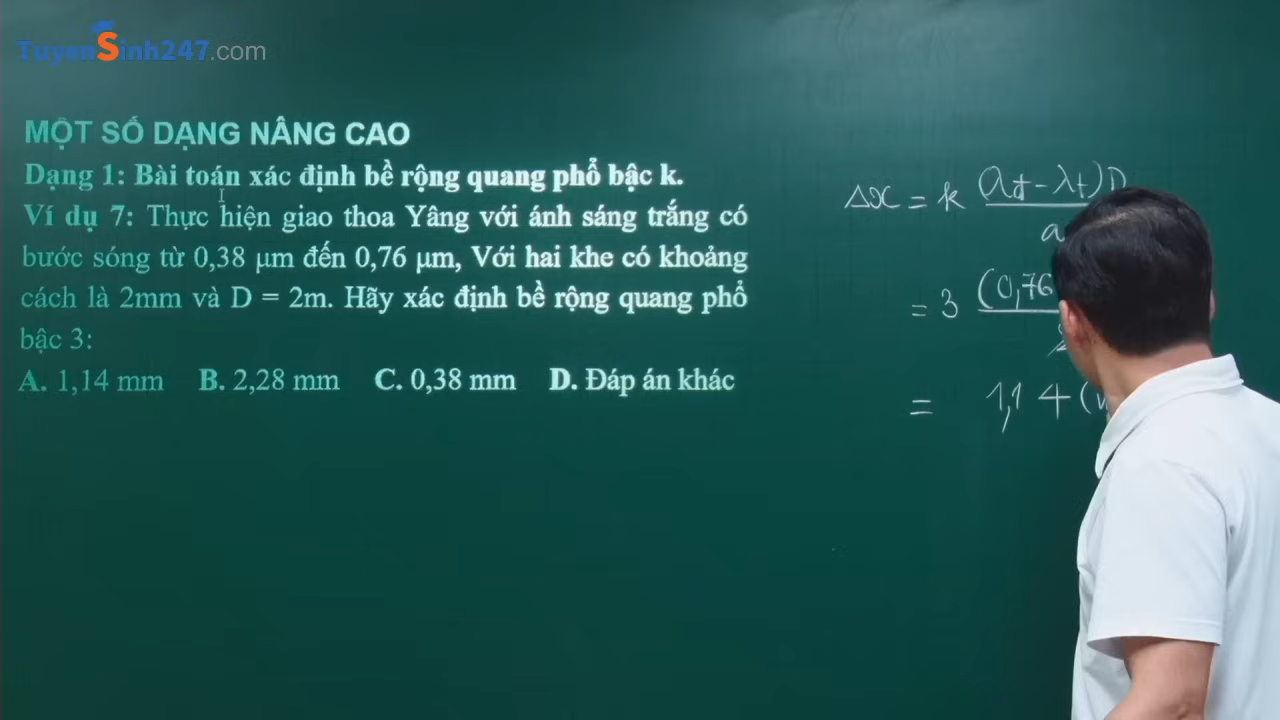 TuyenSinh247.com
MỘT SỐ DẠNG NÂNG CAO
Dạng 1: Bài toán xác định bề rộng quang phổ bậc k.
Ví dụ 7: Thực hiện giao thoa Yâng với ánh sáng trắng có
bước sóng từ 0,38 μm đến 0,76 μm, Với hai khe có khoảng
cách là 2mm và D = 2m. Hãy xác định bề rộng quang phổ
bậc 3:
A. 1,14 mm B. 2,28 mm C. 0,38 mm D. Đáp án khác
Δx = k (λđ - λt)D
a
= 3 (0,76
= 1,14 (